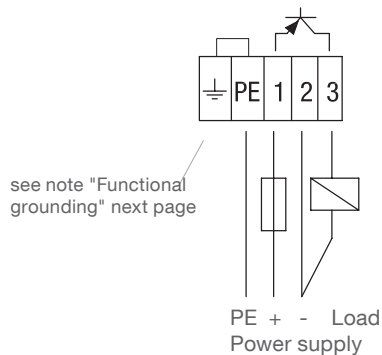 PE 1 2 3
see note "Functional
grounding" next page
PE + - Load
Power supply